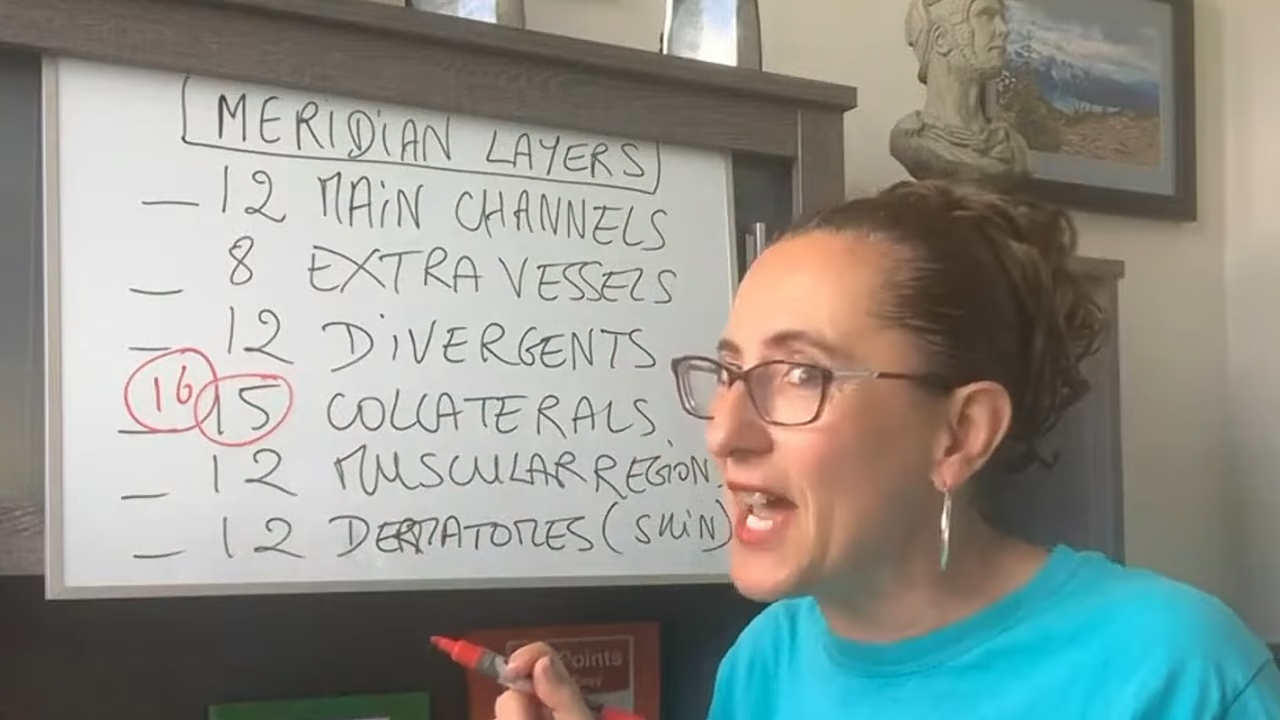 MERIDIAN LAYERS
— 12 MAIN CHANNELS
— 8 EXTRA VESSELS
— 12 DIVERGENTS
— 16 15 COLLATERALS
— 12 MUSCULAR REGION.
— 12 DERMATOMES (SKIN)
Points